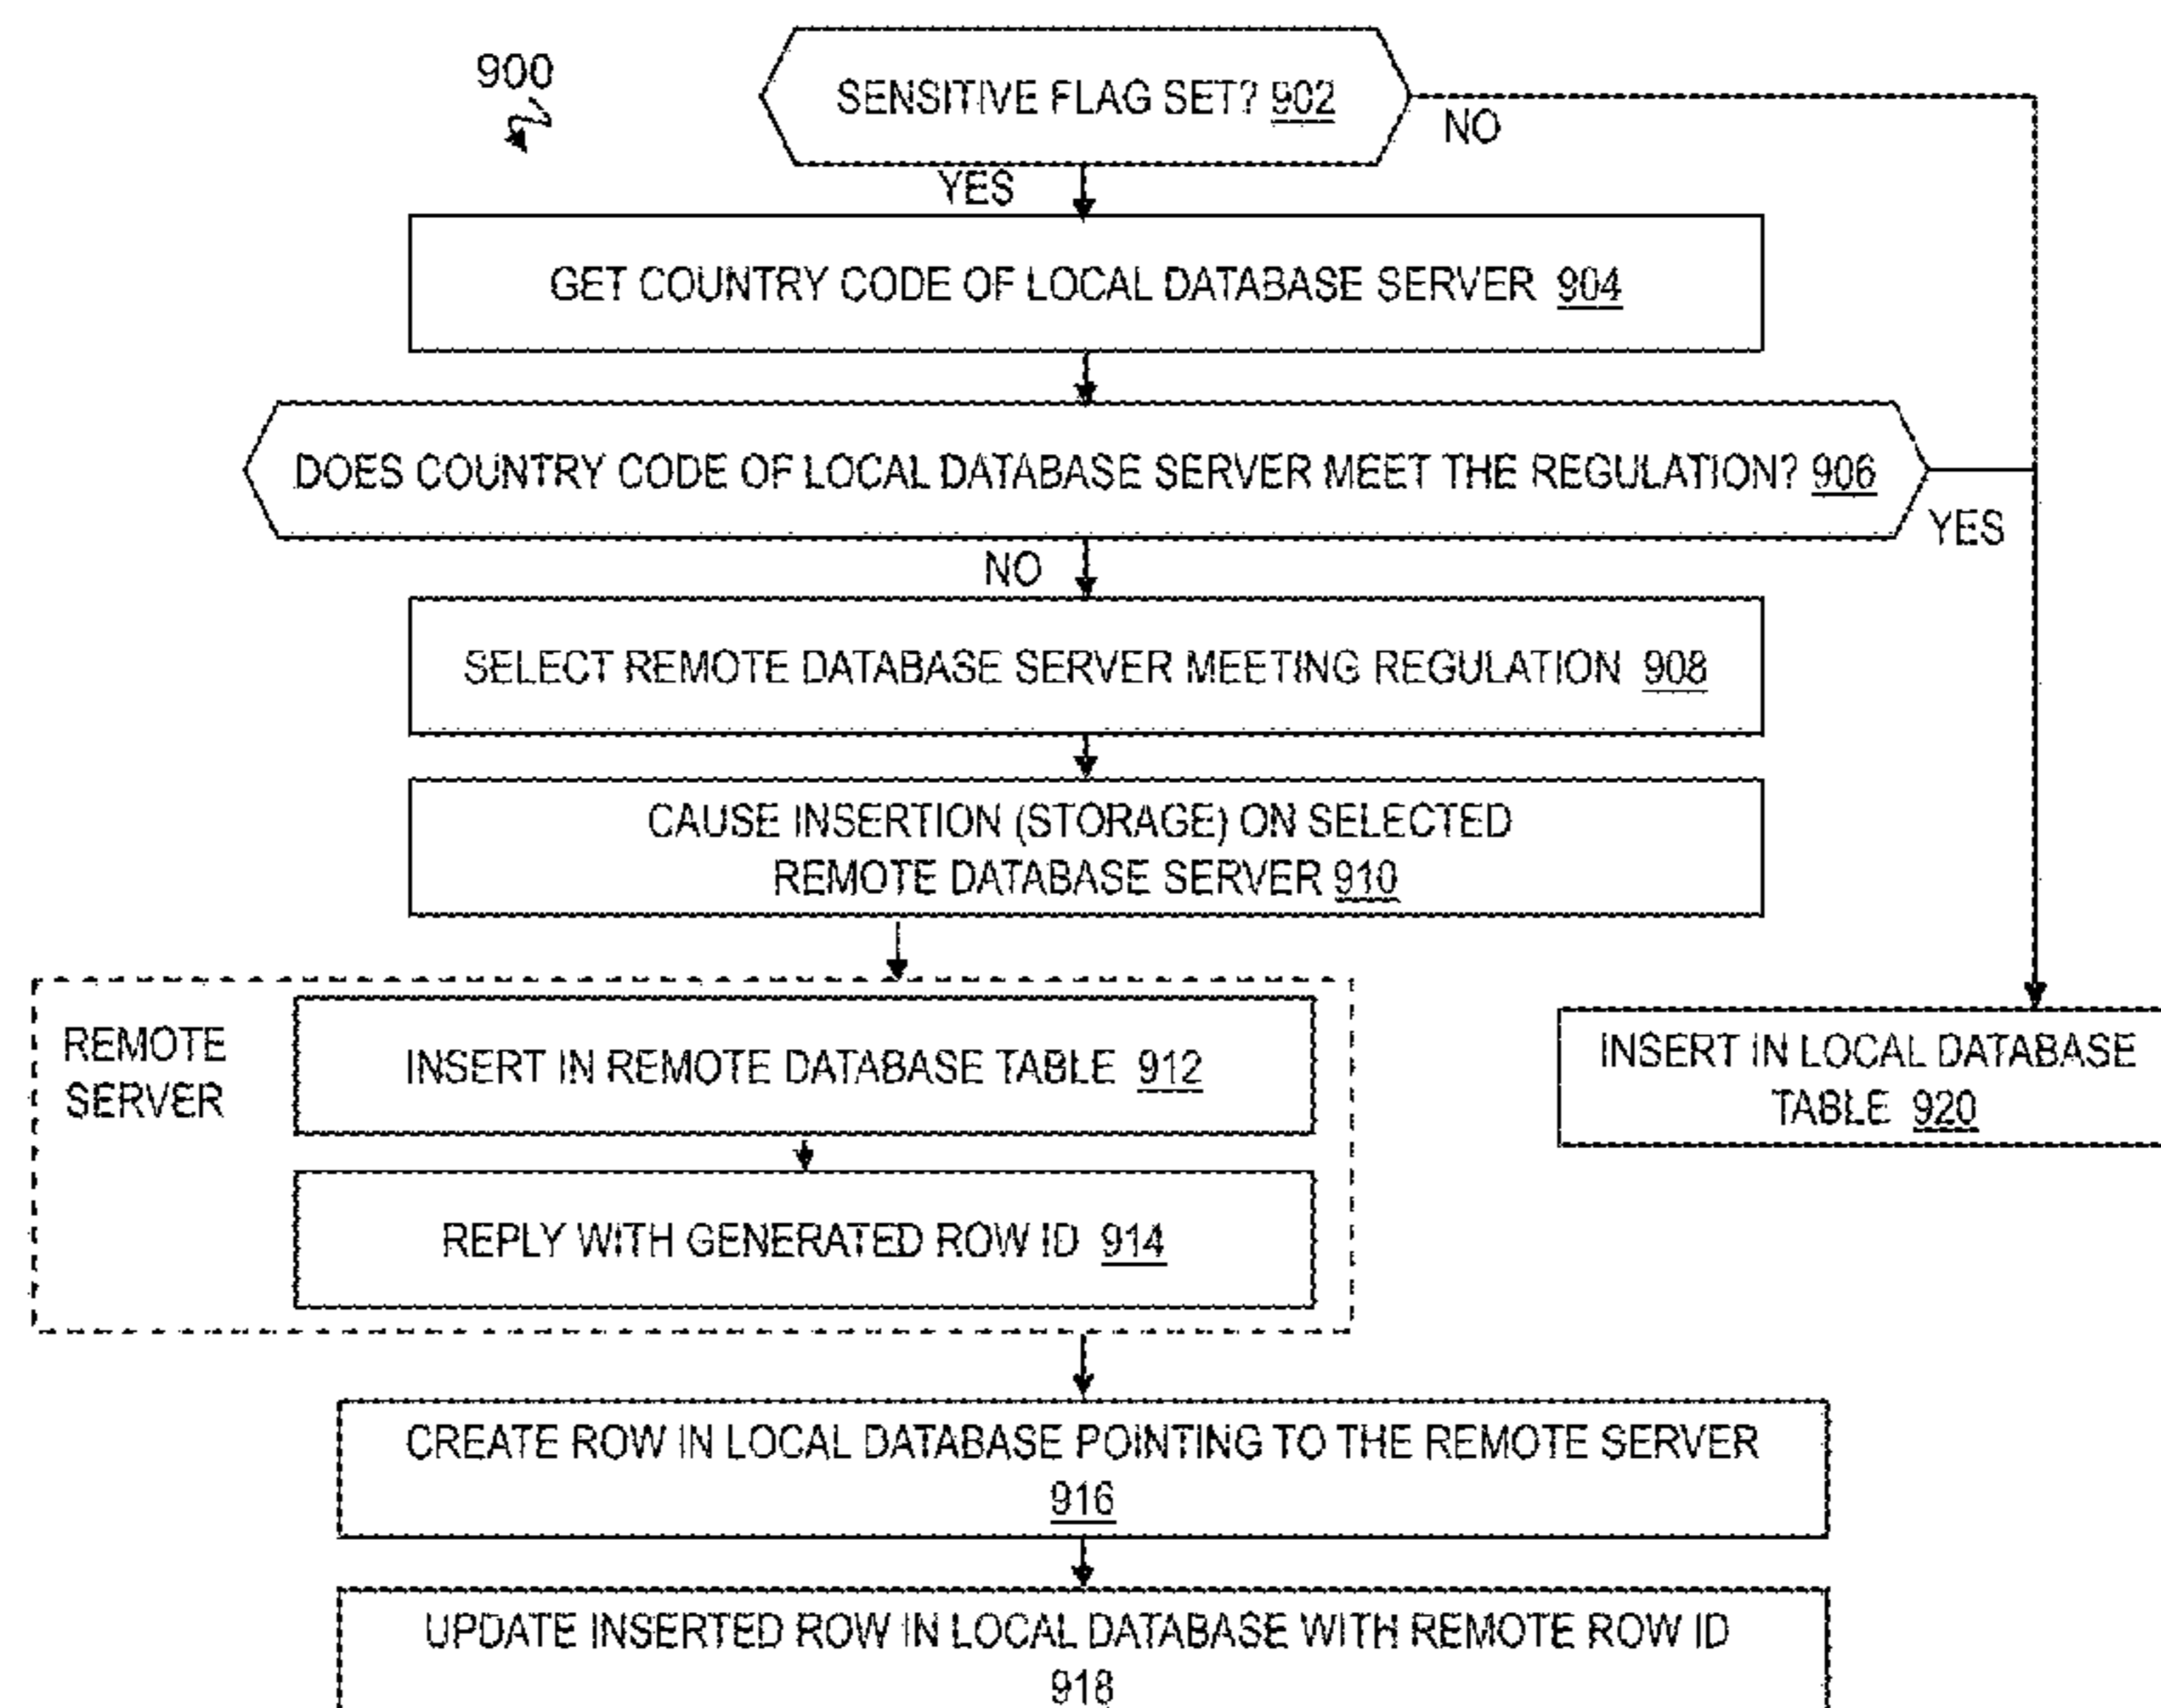 900
SENSITIVE FLAG SET? 902
NO
YES
GET COUNTRY CODE OF LOCAL DATABASE SERVER 904
DOES COUNTRY CODE OF LOCAL DATABASE SERVER MEET THE REGULATION? 906
YES
NO
SELECT REMOTE DATABASE SERVER MEETING REGULATION 908
CAUSE INSERTION (STORAGE) ON SELECTED
REMOTE DATABASE SERVER 910
REMOTE
SERVER
INSERT IN REMOTE DATABASE TABLE 912
INSERT IN LOCAL DATABASE
TABLE 920
REPLY WITH GENERATED ROW ID 914
CREATE ROW IN LOCAL DATABASE POINTING TO THE REMOTE SERVER
916
UPDATE INSERTED ROW IN LOCAL DATABASE WITH REMOTE ROW ID
918